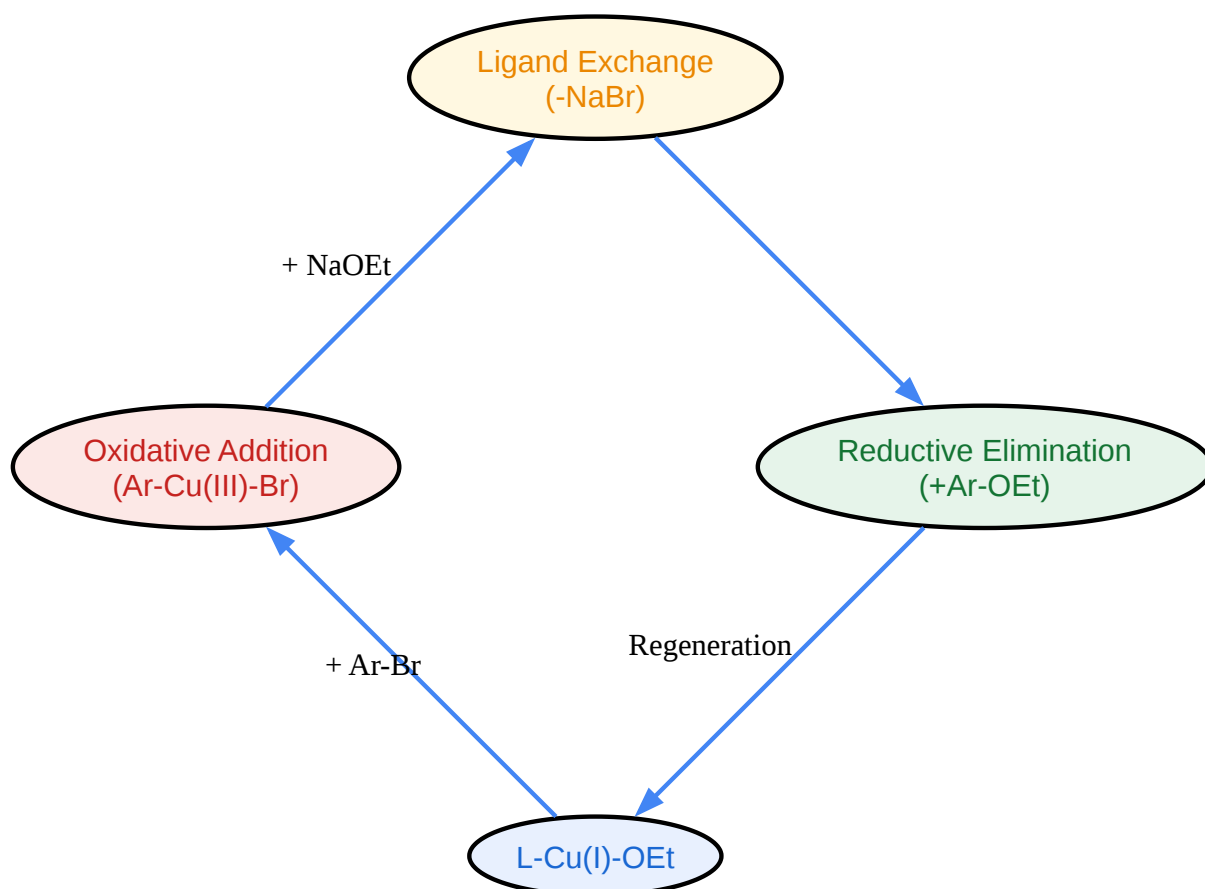 Ligand Exchange
(-NaBr)
+ NaOEt
Oxidative Addition
(Ar-Cu(III)-Br)
Reductive Elimination
(+Ar-OEt)
Regeneration
+ Ar-Br
L-Cu(I)-OEt